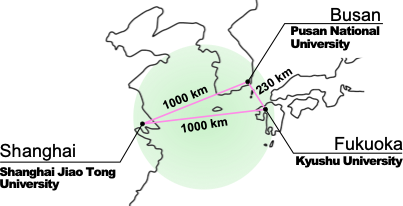 Busan
Pusan National
University
230 km
1000 km
1000 km
Fukuoka
Kyushu University
Shanghai
Shanghai Jiao Tong
University